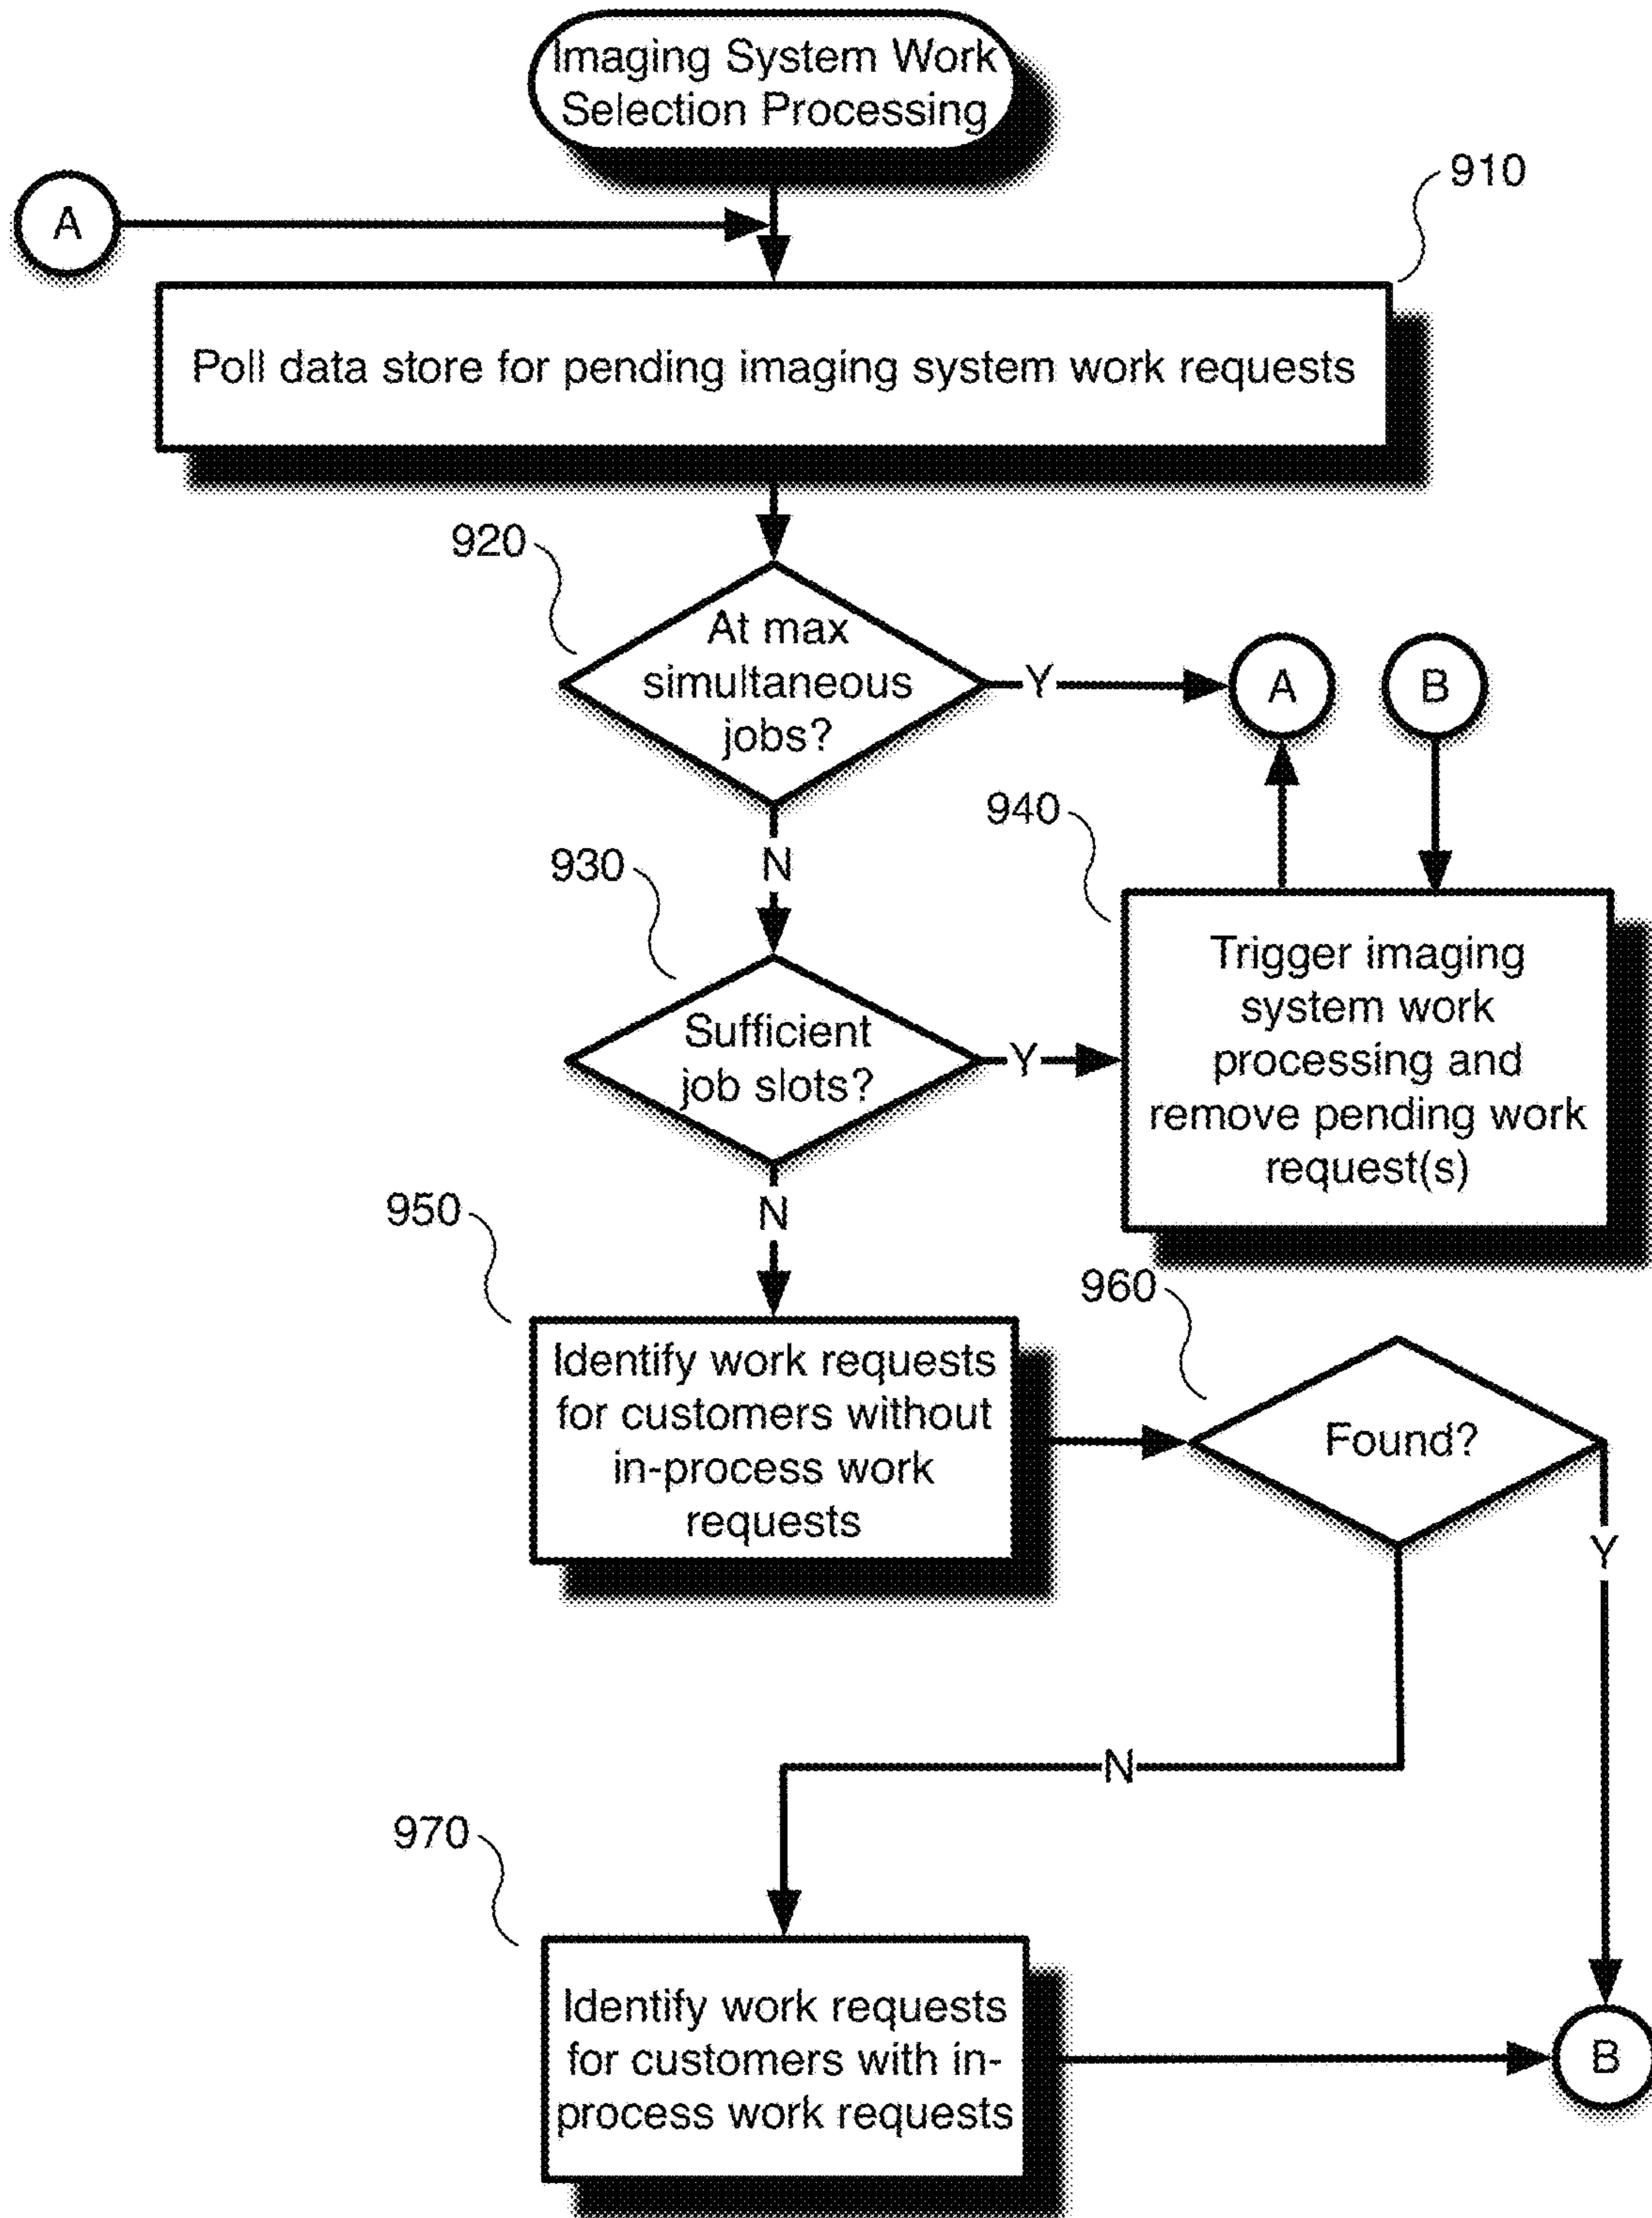 Imaging System Work
Selection Processing
910
A
Poll data store for pending imaging system work requests
920
At max
simultaneous
jobs?
Y
A
B
N
940
930
Sufficient
job slots?
Y
Trigger imaging
system work
processing and
remove pending work
request(s)
N
950
960
Identify work requests
for customers without
in-process work
requests
Found?
Y
N
970
Identify work requests
for customers with in-
process work requests
B